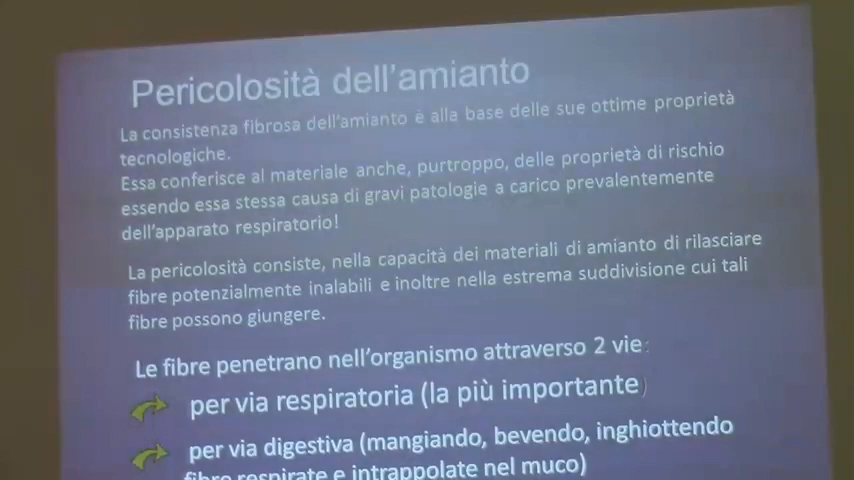 Pericolosità dell'amianto
La consistenza fibrosa dell'amianto è alla base delle sue ottime proprietà
tecnologiche.
Essa conferisce al materiale anche, purtroppo, delle proprietà di rischio
essendo essa stessa causa di gravi patologie a carico prevalentemente
dell'apparato respiratorio!
La pericolosità consiste, nella capacità dei materiali di amianto di rilasciare
fibre potenzialmente inalabili e inoltre nella estrema suddivisione cui tali
fibre possono giungere.
Le fibre penetrano nell'organismo attraverso 2 vie:
per via respiratoria (la più importante)
per via digestiva (mangiando, bevendo, inghiottendo
fibre respirate e intrappolate nel muco)